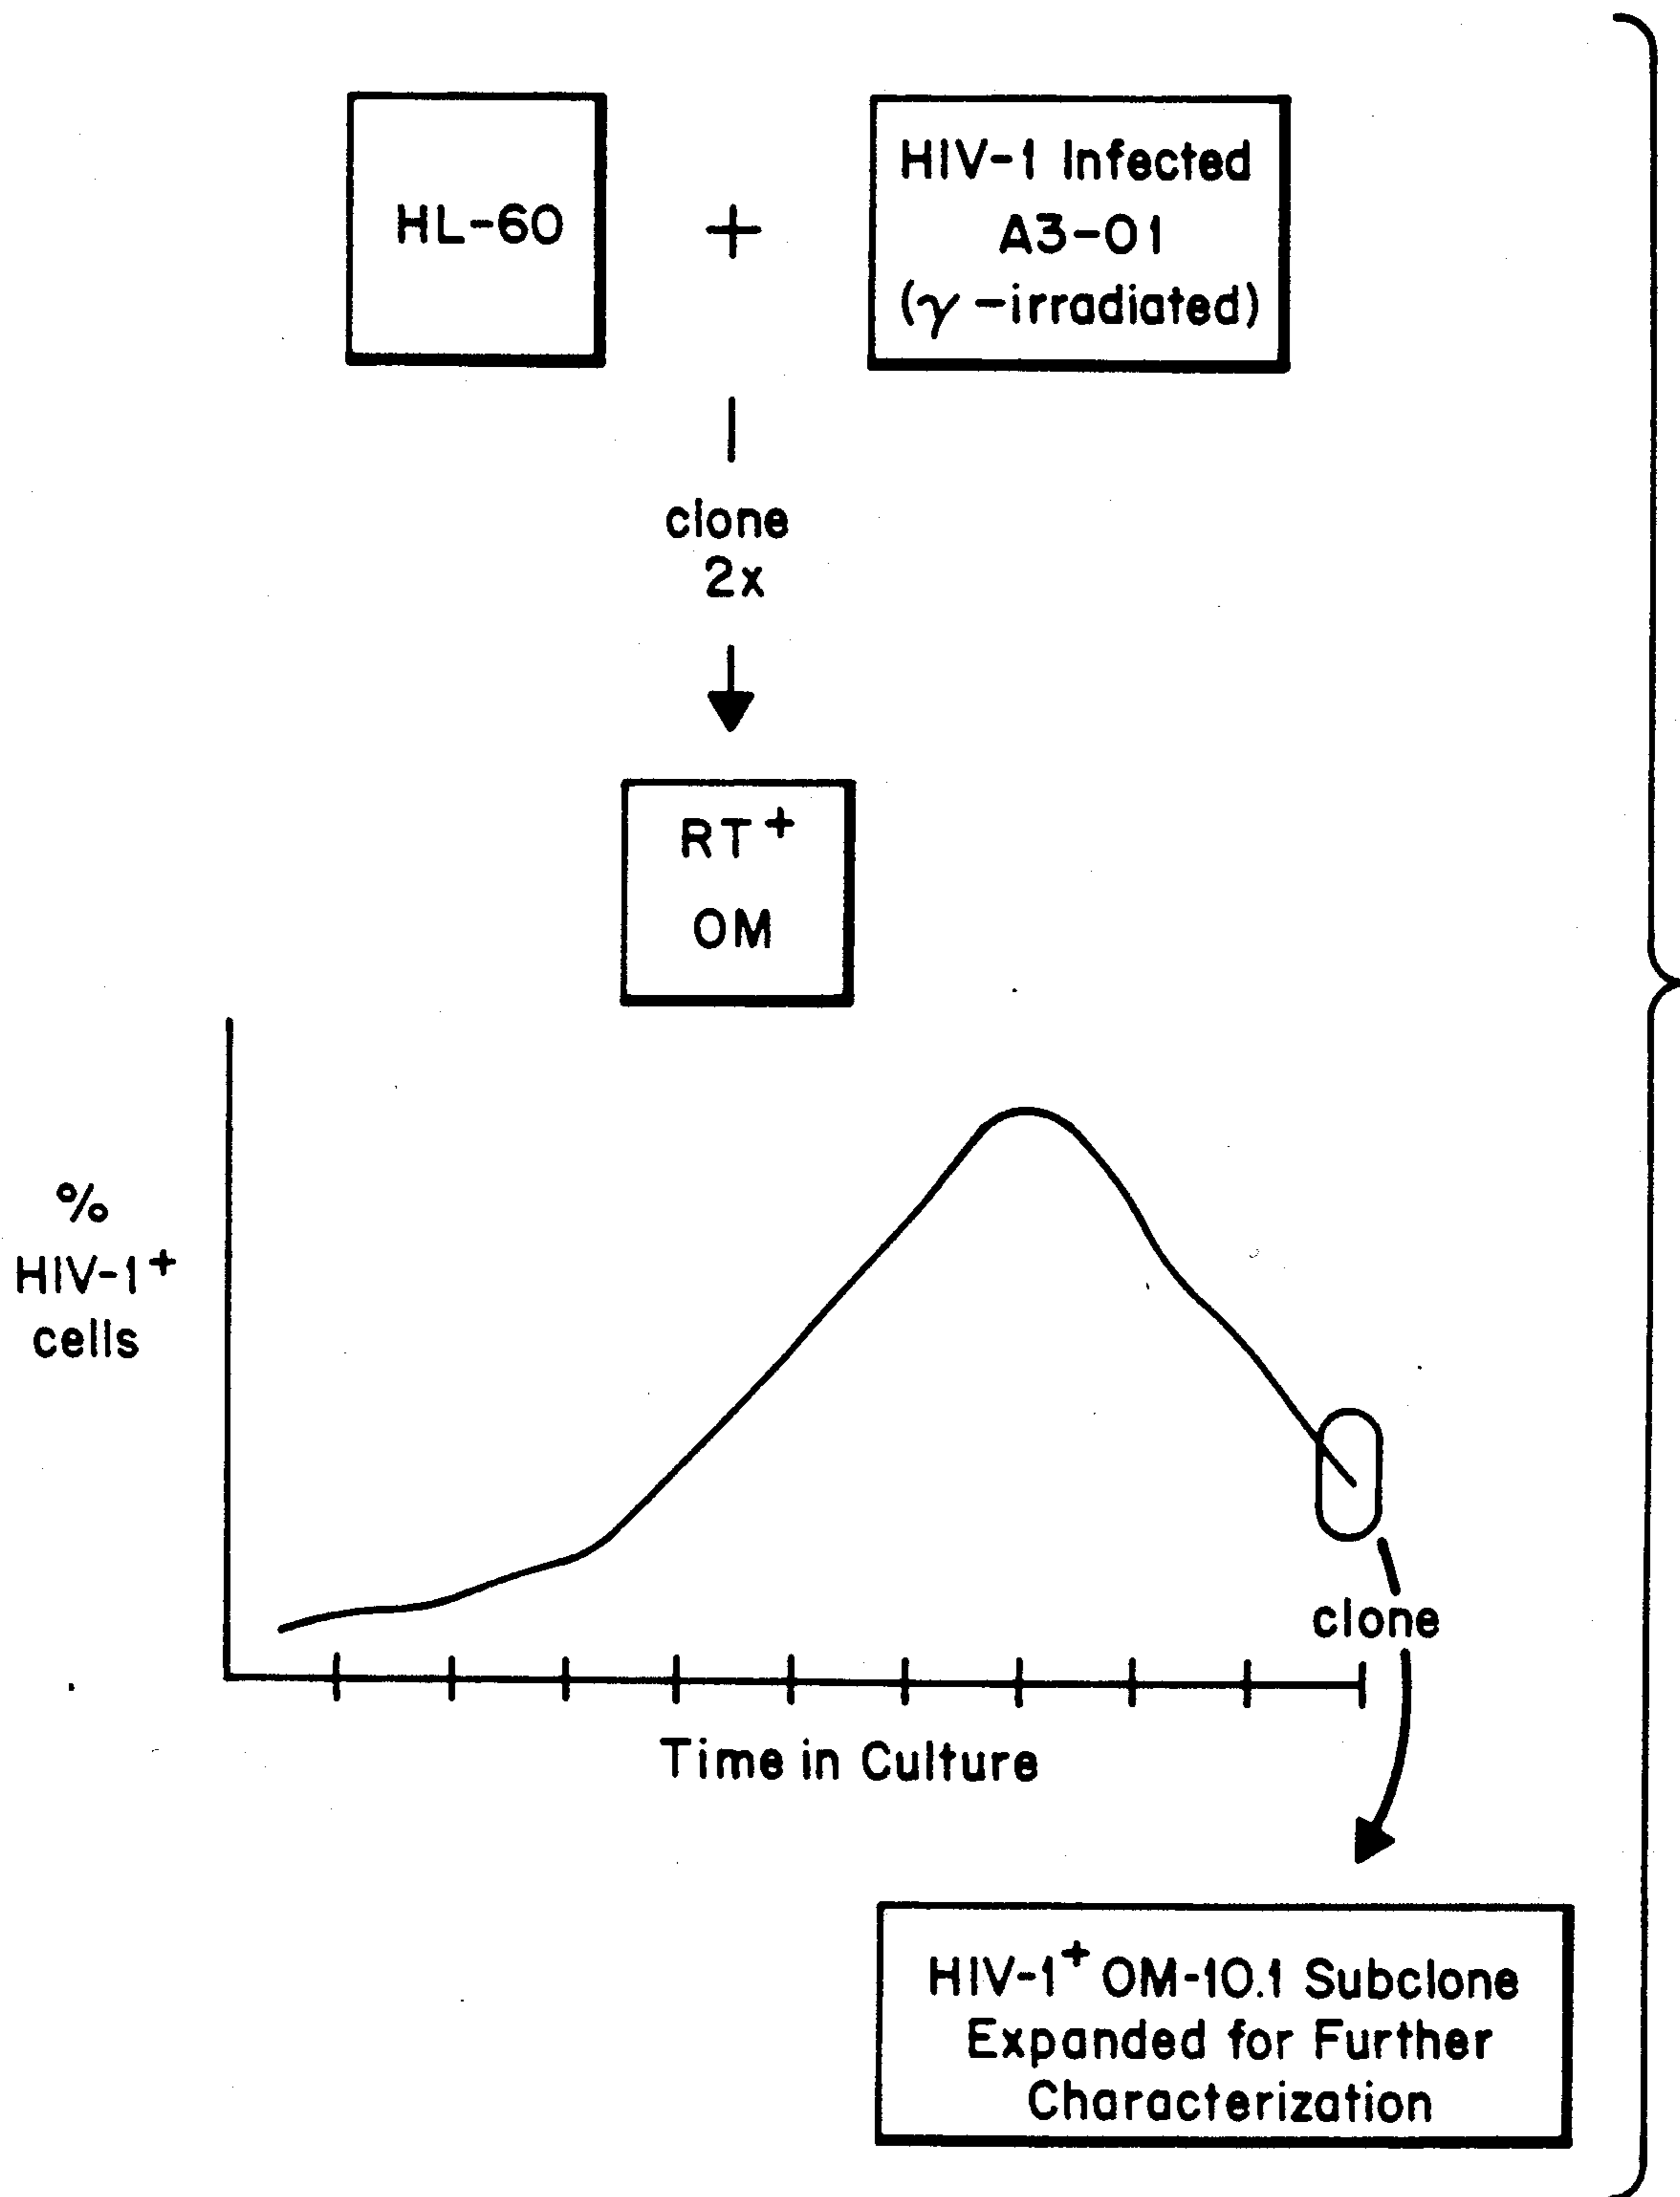 HL-60
+
HIV-1 Infected
A3-01
(γ-irradiated)
clone
2x
RT⁺
OM
%
HIV-1⁺
cells
clone
Time in Culture
HIV-1⁺ OM-10.1 Subclone
Expanded for Further
Characterization